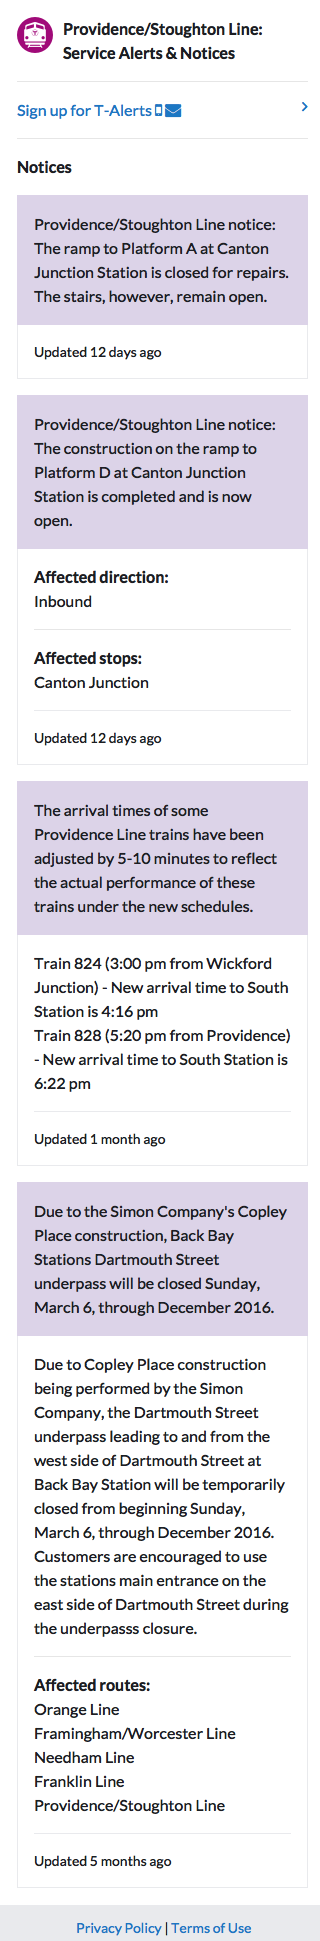 Providence/Stoughton Line:
Service Alerts & Notices
Sign up for T-Alerts
Notices
Providence/Stoughton Line notice:
The ramp to Platform A at Canton
Junction Station is closed for repairs.
The stairs, however, remain open.
Updated 12 days ago
Providence/Stoughton Line notice:
The construction on the ramp to
Platform D at Canton Junction
Station is completed and is now
open.
Affected direction:
Inbound
Affected stops:
Canton Junction
Updated 12 days ago
The arrival times of some
Providence Line trains have been
adjusted by 5-10 minutes to reflect
the actual performance of these
trains under the new schedules.
Train 824 (3:00 pm from Wickford
Junction) - New arrival time to South
Station is 4:16 pm
Train 828 (5:20 pm from Providence)
- New arrival time to South Station is
6:22 pm
Updated 1 month ago
Due to the Simon Company's Copley
Place construction, Back Bay
Stations Dartmouth Street
underpass will be closed Sunday,
March 6, through December 2016.
Due to Copley Place construction
being performed by the Simon
Company, the Dartmouth Street
underpass leading to and from the
west side of Dartmouth Street at
Back Bay Station will be temporarily
closed from beginning Sunday,
March 6, through December 2016.
Customers are encouraged to use
the stations main entrance on the
east side of Dartmouth Street during
the underpasss closure.
Affected routes:
Orange Line
Framingham/Worcester Line
Needham Line
Franklin Line
Providence/Stoughton Line
Updated 5 months ago
Privacy Policy | Terms of Use